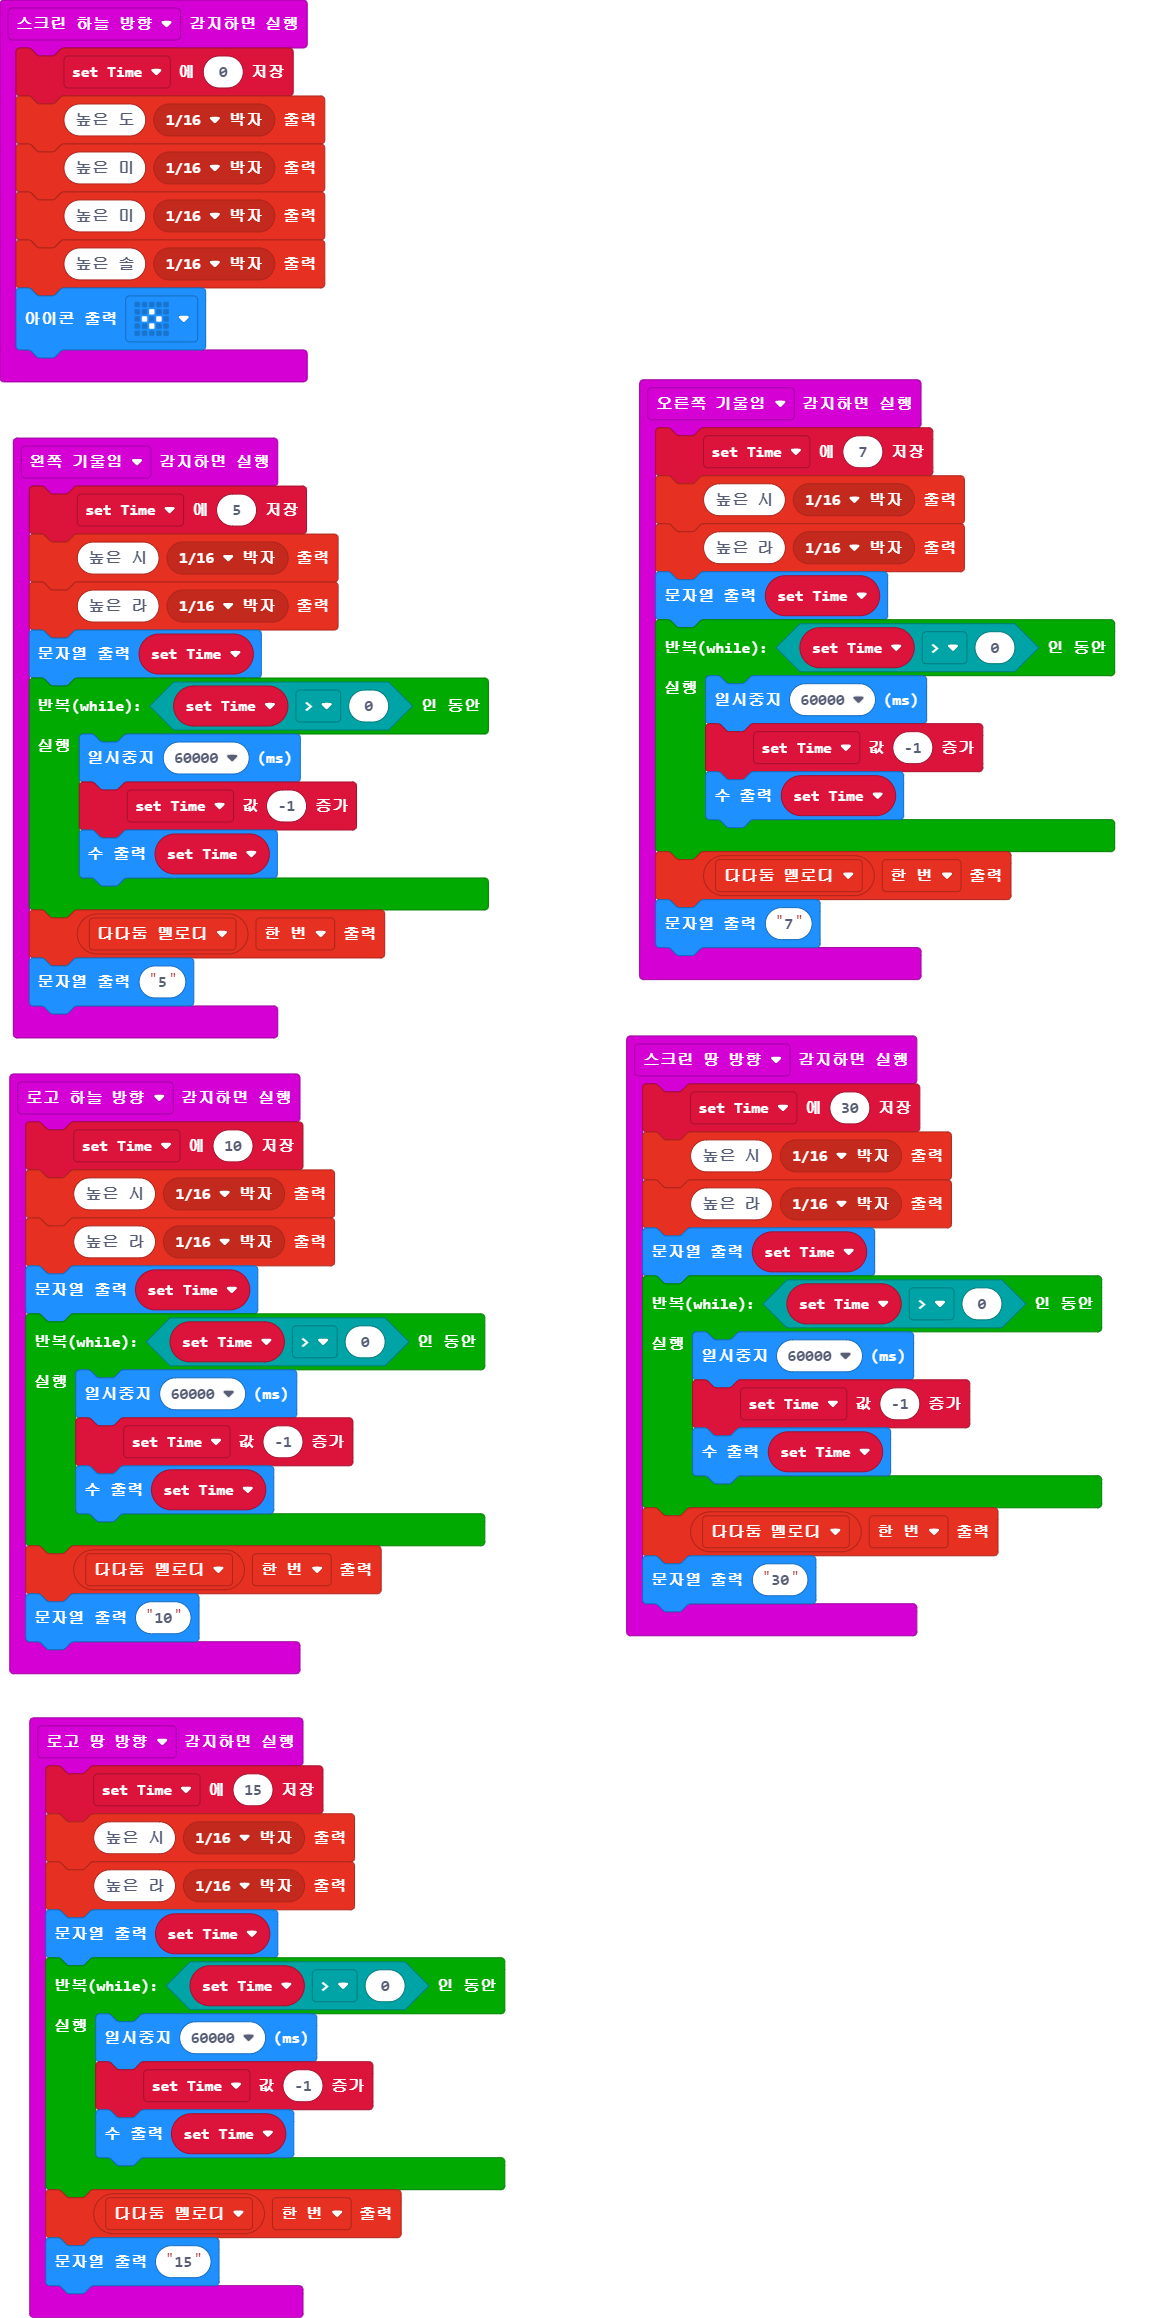 스크린 하늘 방향 감지하면 실행
set Time 에 0 저장
높은 도 1/16 박자 출력
높은 미 1/16 박자 출력
높은 미 1/16 박자 출력
높은 솔 1/16 박자 출력
아이콘 출력
왼쪽 기울임 감지하면 실행
set Time 에 5 저장
높은 시 1/16 박자 출력
높은 라 1/16 박자 출력
문자열 출력 set Time
반복(while): set Time > 0 인 동안
실행 일시중지 60000 (ms)
set Time 값 -1 증가
수 출력 set Time
다다둠 멜로디 한 번 출력
문자열 출력 "5"
로고 하늘 방향 감지하면 실행
set Time 에 10 저장
높은 시 1/16 박자 출력
높은 라 1/16 박자 출력
문자열 출력 set Time
반복(while): set Time > 0 인 동안
실행 일시중지 60000 (ms)
set Time 값 -1 증가
수 출력 set Time
다다둠 멜로디 한 번 출력
문자열 출력 "10"
로고 땅 방향 감지하면 실행
set Time 에 15 저장
높은 시 1/16 박자 출력
높은 라 1/16 박자 출력
문자열 출력 set Time
반복(while): set Time > 0 인 동안
실행 일시중지 60000 (ms)
set Time 값 -1 증가
수 출력 set Time
다다둠 멜로디 한 번 출력
문자열 출력 "15"
오른쪽 기울임 감지하면 실행
set Time 에 7 저장
높은 시 1/16 박자 출력
높은 라 1/16 박자 출력
문자열 출력 set Time
반복(while): set Time > 0 인 동안
실행 일시중지 60000 (ms)
set Time 값 -1 증가
수 출력 set Time
다다둠 멜로디 한 번 출력
문자열 출력 "7"
스크린 땅 방향 감지하면 실행
set Time 에 30 저장
높은 시 1/16 박자 출력
높은 라 1/16 박자 출력
문자열 출력 set Time
반복(while): set Time > 0 인 동안
실행 일시중지 60000 (ms)
set Time 값 -1 증가
수 출력 set Time
다다둠 멜로디 한 번 출력
문자열 출력 "30"